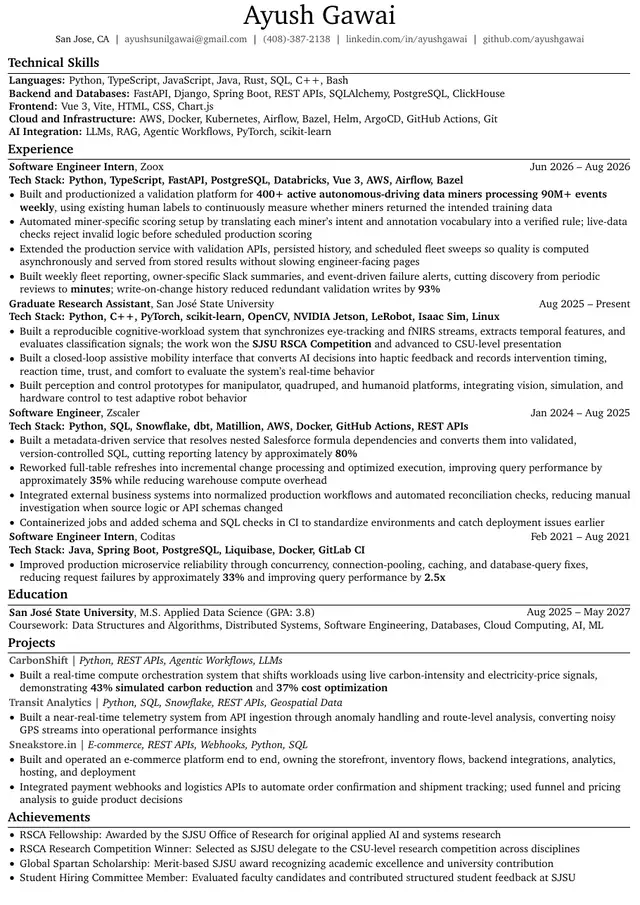 Ayush Gawai
San Jose, CA | ayushsunilgawai@gmail.com | (408)-387-2138 | linkedin.com/in/ayushgawai | github.com/ayushgawai
Technical Skills
Languages: Python, TypeScript, JavaScript, Java, Rust, SQL, C++, Bash
Backend and Databases: FastAPI, Django, Spring Boot, REST APIs, SQLAlchemy, PostgreSQL, ClickHouse
Frontend: Vue 3, Vite, HTML, CSS, Chart.js
Cloud and Infrastructure: AWS, Docker, Kubernetes, Airflow, Bazel, Helm, ArgoCD, GitHub Actions, Git
AI Integration: LLMs, RAG, Agentic Workflows, PyTorch, scikit-learn
Experience
Software Engineer Intern, Zoox Jun 2026 – Aug 2026
Tech Stack: Python, TypeScript, FastAPI, PostgreSQL, Databricks, Vue 3, AWS, Airflow, Bazel
• Built and productionized a validation platform for 400+ active autonomous-driving data miners processing 90M+ events
weekly, using existing human labels to continuously measure whether miners returned the intended training data
• Automated miner-specific scoring setup by translating each miner's intent and annotation vocabulary into a verified rule; live-data
checks reject invalid logic before scheduled production scoring
• Extended the production service with validation APIs, persisted history, and scheduled fleet sweeps so quality is computed
asynchronously and served from stored results without slowing engineer-facing pages
• Built weekly fleet reporting, owner-specific Slack summaries, and event-driven failure alerts, cutting discovery from periodic
reviews to minutes; write-on-change history reduced redundant validation writes by 93%
Graduate Research Assistant, San José State University Aug 2025 – Present
Tech Stack: Python, C++, PyTorch, scikit-learn, OpenCV, NVIDIA Jetson, LeRobot, Isaac Sim, Linux
• Built a reproducible cognitive-workload system that synchronizes eye-tracking and fNIRS streams, extracts temporal features, and
evaluates classification signals; the work won the SJSU RSCA Competition and advanced to CSU-level presentation
• Built a closed-loop assistive mobility interface that converts AI decisions into haptic feedback and records intervention timing,
reaction time, trust, and comfort to evaluate the system's real-time behavior
• Built perception and control prototypes for manipulator, quadruped, and humanoid platforms, integrating vision, simulation, and
hardware control to test adaptive robot behavior
Software Engineer, Zscaler Jan 2024 – Aug 2025
Tech Stack: Python, SQL, Snowflake, dbt, Matillion, AWS, Docker, GitHub Actions, REST APIs
• Built a metadata-driven service that resolves nested Salesforce formula dependencies and converts them into validated,
version-controlled SQL, cutting reporting latency by approximately 80%
• Reworked full-table refreshes into incremental change processing and optimized execution, improving query performance by
approximately 35% while reducing warehouse compute overhead
• Integrated external business systems into normalized production workflows and automated reconciliation checks, reducing manual
investigation when source logic or API schemas changed
• Containerized jobs and added schema and SQL checks in CI to standardize environments and catch deployment issues earlier
Software Engineer Intern, Coditas Feb 2021 – Aug 2021
Tech Stack: Java, Spring Boot, PostgreSQL, Liquibase, Docker, GitLab CI
• Improved production microservice reliability through concurrency, connection-pooling, caching, and database-query fixes,
reducing request failures by approximately 33% and improving query performance by 2.5x
Education
San José State University, M.S. Applied Data Science (GPA: 3.8) Aug 2025 – May 2027
Coursework: Data Structures and Algorithms, Distributed Systems, Software Engineering, Databases, Cloud Computing, AI, ML
Projects
CarbonShift | Python, REST APIs, Agentic Workflows, LLMs
• Built a real-time compute orchestration system that shifts workloads using live carbon-intensity and electricity-price signals,
demonstrating 43% simulated carbon reduction and 37% cost optimization
Transit Analytics | Python, SQL, Snowflake, REST APIs, Geospatial Data
• Built a near-real-time telemetry system from API ingestion through anomaly handling and route-level analysis, converting noisy
GPS streams into operational performance insights
Sneakstore.in | E-commerce, REST APIs, Webhooks, Python, SQL
• Built and operated an e-commerce platform end to end, owning the storefront, inventory flows, backend integrations, analytics,
hosting, and deployment
• Integrated payment webhooks and logistics APIs to automate order confirmation and shipment tracking; used funnel and pricing
analysis to guide product decisions
Achievements
• RSCA Fellowship: Awarded by the SJSU Office of Research for original applied AI and systems research
• RSCA Research Competition Winner: Selected as SJSU delegate to the CSU-level research competition across disciplines
• Global Spartan Scholarship: Merit-based SJSU award recognizing academic excellence and university contribution
• Student Hiring Committee Member: Evaluated faculty candidates and contributed structured student feedback at SJSU